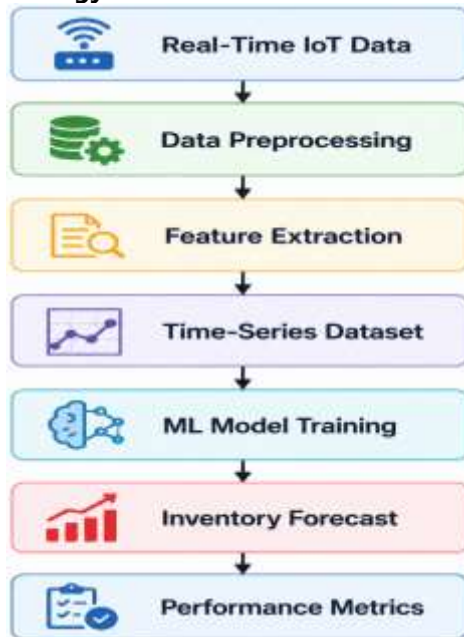 Real-Time IoT Data
Data Preprocessing
Feature Extraction
Time-Series Dataset
ML Model Training
Inventory Forecast
Performance Metrics